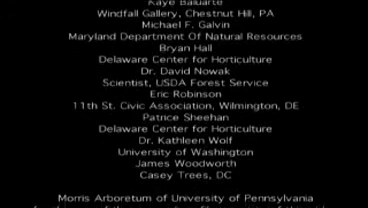 Kaye Baluarte
Windfall Gallery, Chestnut Hill, PA
Michael F. Galvin
Maryland Department Of Natural Resources
Bryan Hall
Delaware Center for Horticulture
Dr. David Nowak
Scientist, USDA Forest Service
Eric Robinson
11th St. Civic Association, Wilmington, DE
Patrice Sheehan
Delaware Center for Horticulture
Dr. Kathleen Wolf
University of Washington
James Woodworth
Casey Trees, DC
Morris Arboretum of University of Pennsylvania